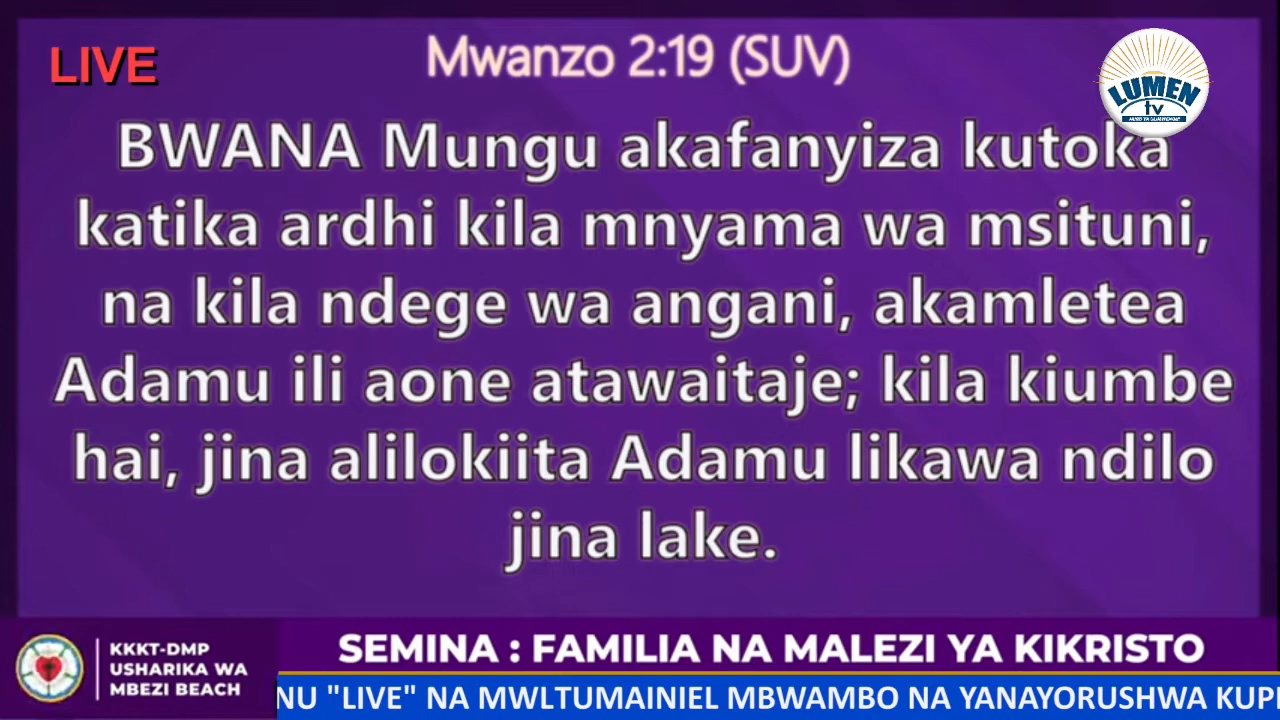 LIVE
Mwanzo 2:19 (SUV)
LUMEN
tv
BWANA Mungu akafanyiza kutoka
katika ardhi kila mnyama wa msituni,
na kila ndege wa angani, akamletea
Adamu ili aone atawaitaje; kila kiumbe
hai, jina alilokiita Adamu likawa ndilo
jina lake.
KKKT-DMP
USHARIKA WA
MBEZI BEACH
SEMINA : FAMILIA NA MALEZI YA KIKRISTO
NU "LIVE" NA MWLTUMAINIEL MBWAMBO NA YANAYORUSHWA KUPI